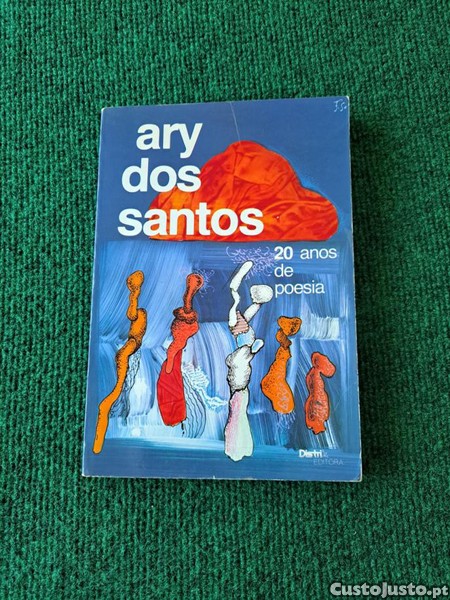 ary
dos
santos
20 anos
de
poesia
Distri
EDITORA
CustoJusto.pt